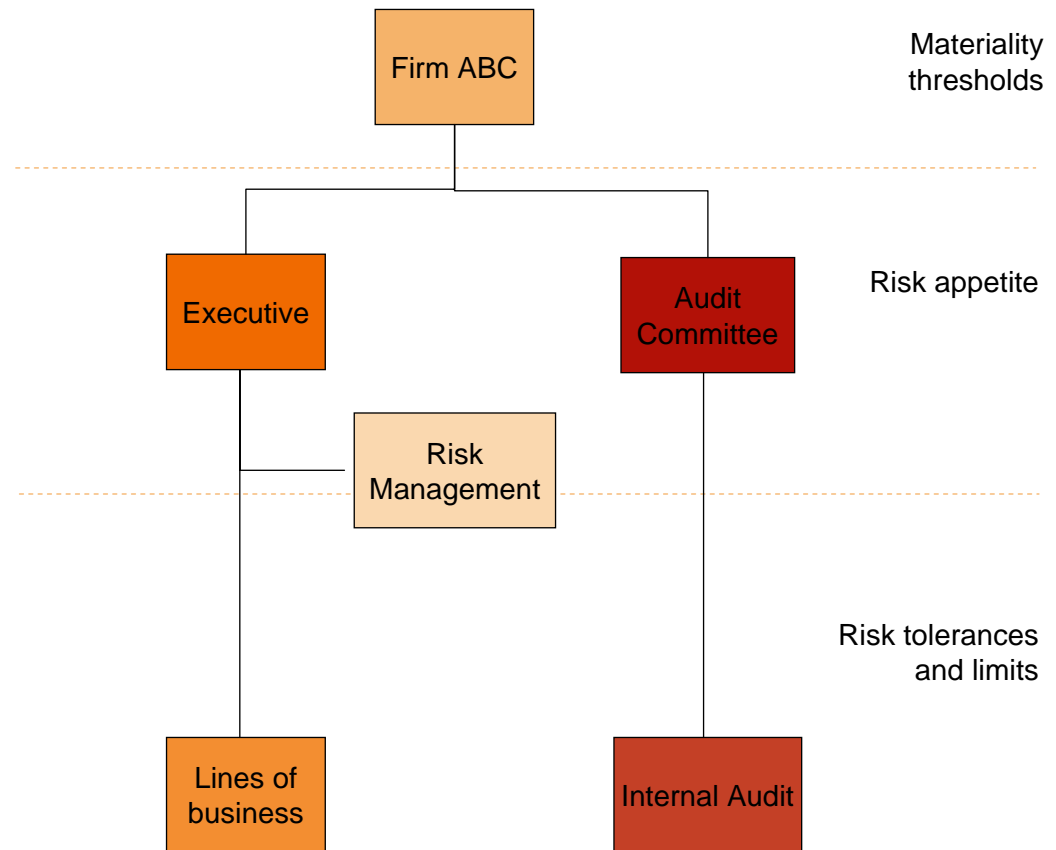 Firm ABC
Materiality
thresholds
Executive
Audit
Committee
Risk appetite
Risk
Management
Risk tolerances
and limits
Lines of
business
Internal Audit